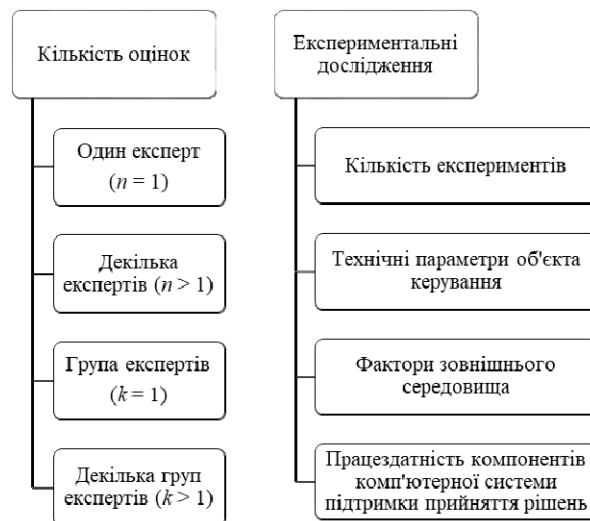 Кількість оцінок
Один експерт
(n = 1)
Декілька
експертів (n > 1)
Група експертів
(k = 1)
Декілька груп
експертів (k > 1)
Експериментальні
дослідження
Кількість експериментів
Технічні параметри об'єкта
керування
Фактори зовнішнього
середовища
Працездатність компонентів
комп'ютерної системи
підтримки прийняття рішень